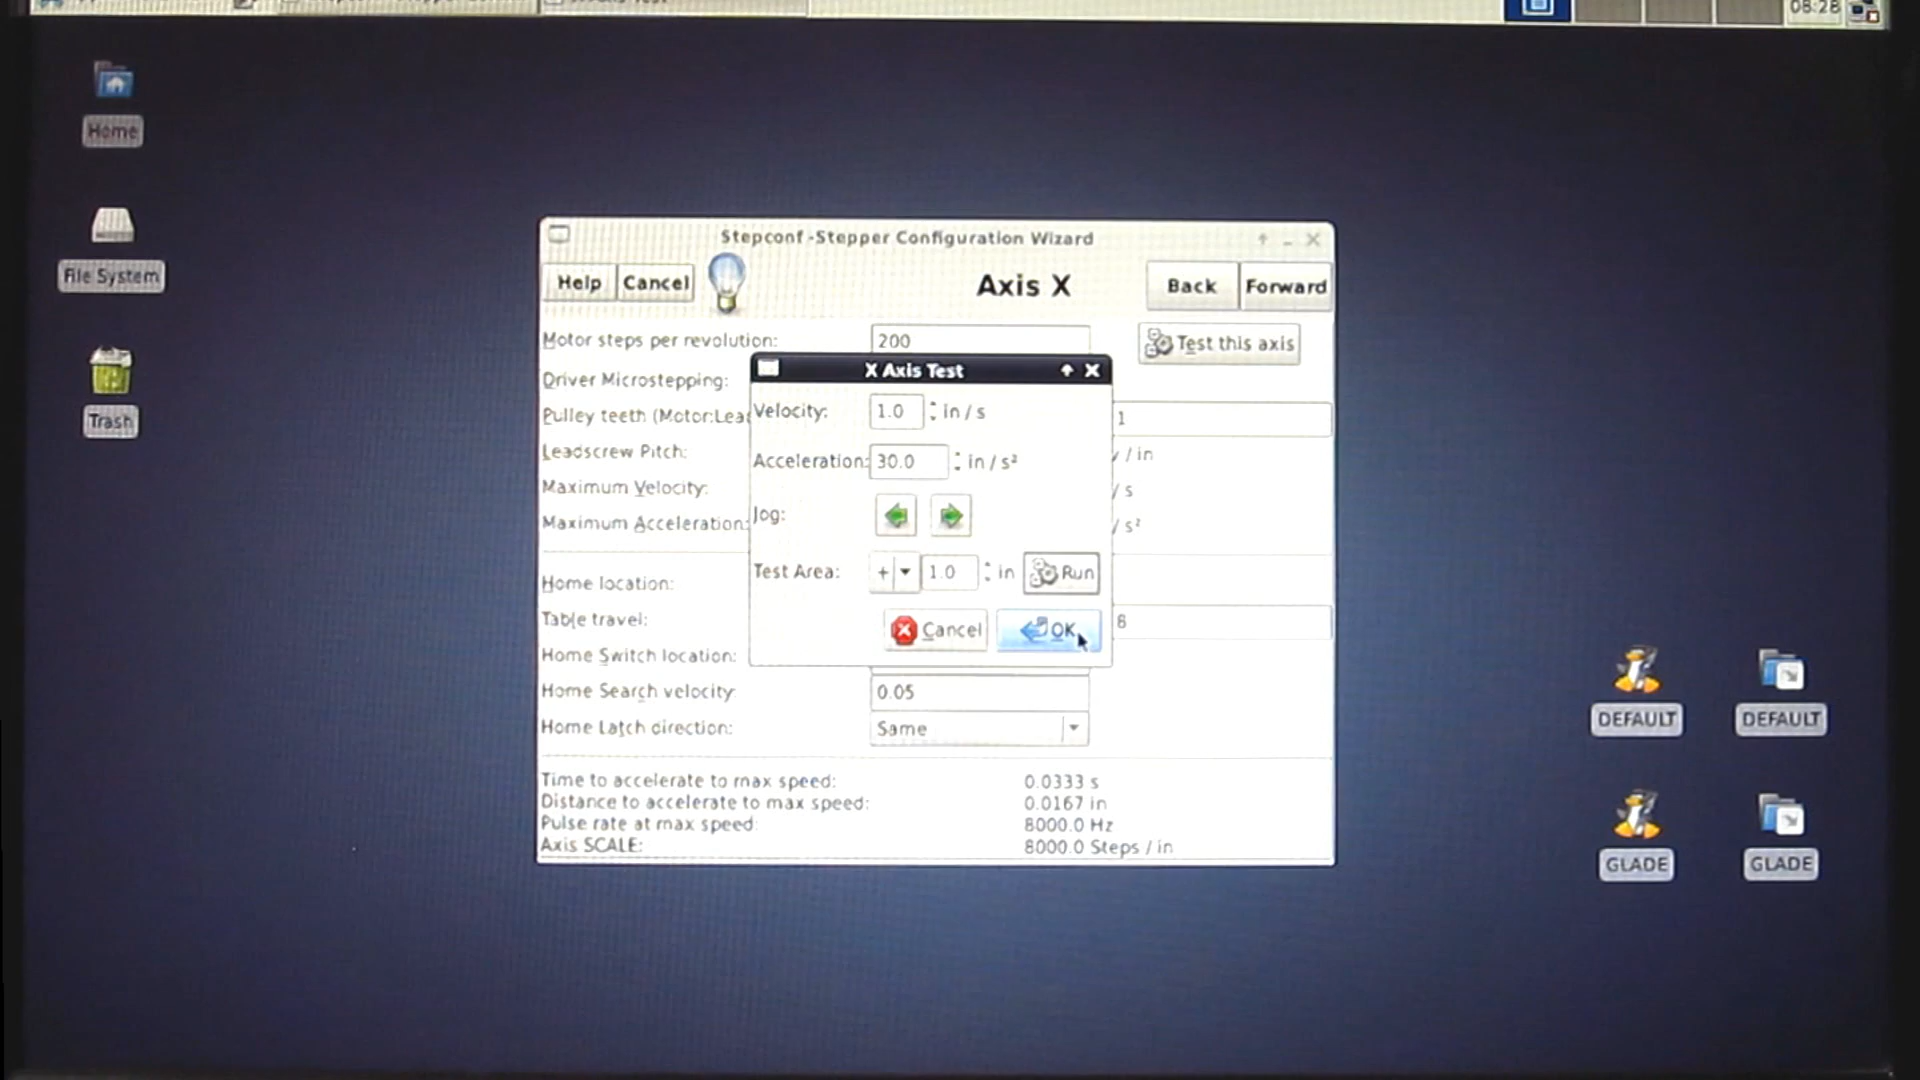 08:28
Home
File System
Trash
Stepconf -Stepper Configuration Wizard
Help
Cancel
Axis X
Back
Forward
Motor steps per revolution:
200
Test this axis
Driver Microstepping:
Pulley teeth (Motor:Lea
1
Leadscrew Pitch:
/ in
Maximum Velocity:
/ s
Maximum Acceleration:
/ s²
Home location:
Table travel:
Home Switch location:
Home Search velocity:
0.05
Home Latch direction:
Same
Time to accelerate to max speed:
0.0333 s
Distance to accelerate to max speed:
0.0167 in
Pulse rate at max speed:
8000.0 Hz
Axis SCALE:
8000.0 Steps / in
X Axis Test
Velocity:
1.0
in / s
Acceleration:
30.0
in / s²
Jog:
Test Area:
+
1.0
in
Run
Cancel
OK
DEFAULT
DEFAULT
GLADE
GLADE